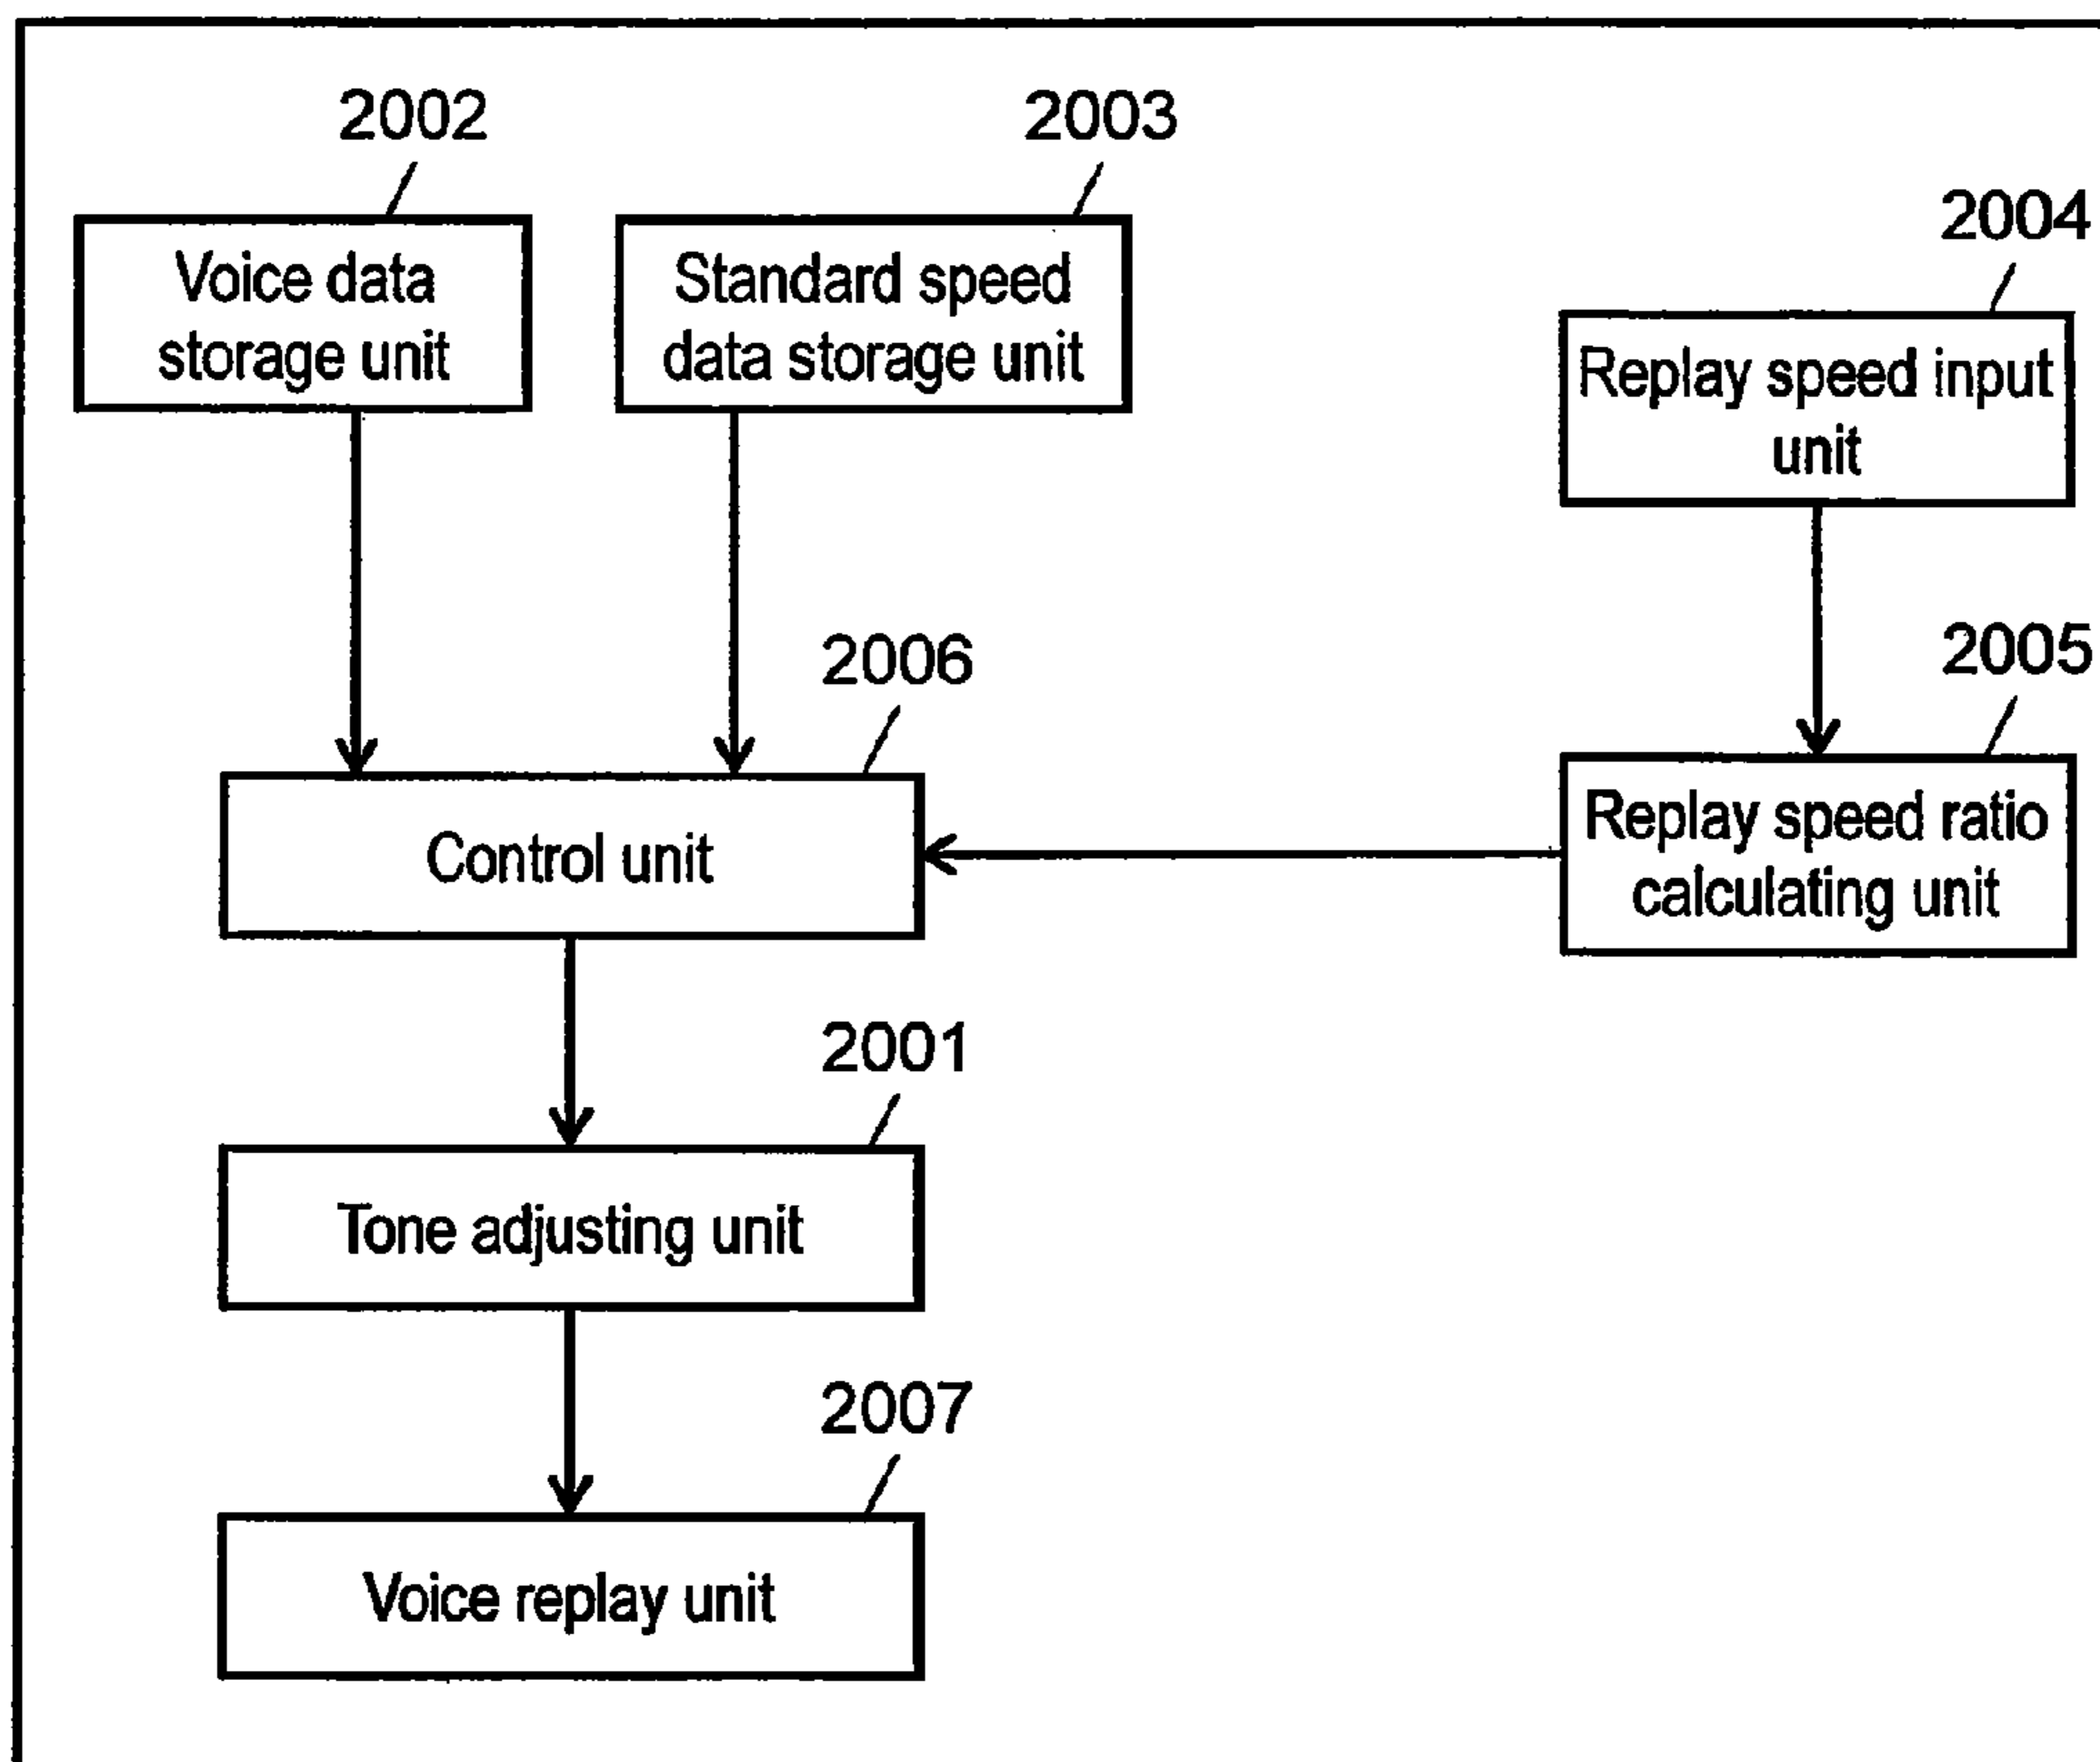 2002
2003
2004
Voice data
storage unit
Standard speed
data storage unit
Replay speed input
unit
2006
2005
Control unit
Replay speed ratio
calculating unit
2001
Tone adjusting unit
2007
Voice replay unit